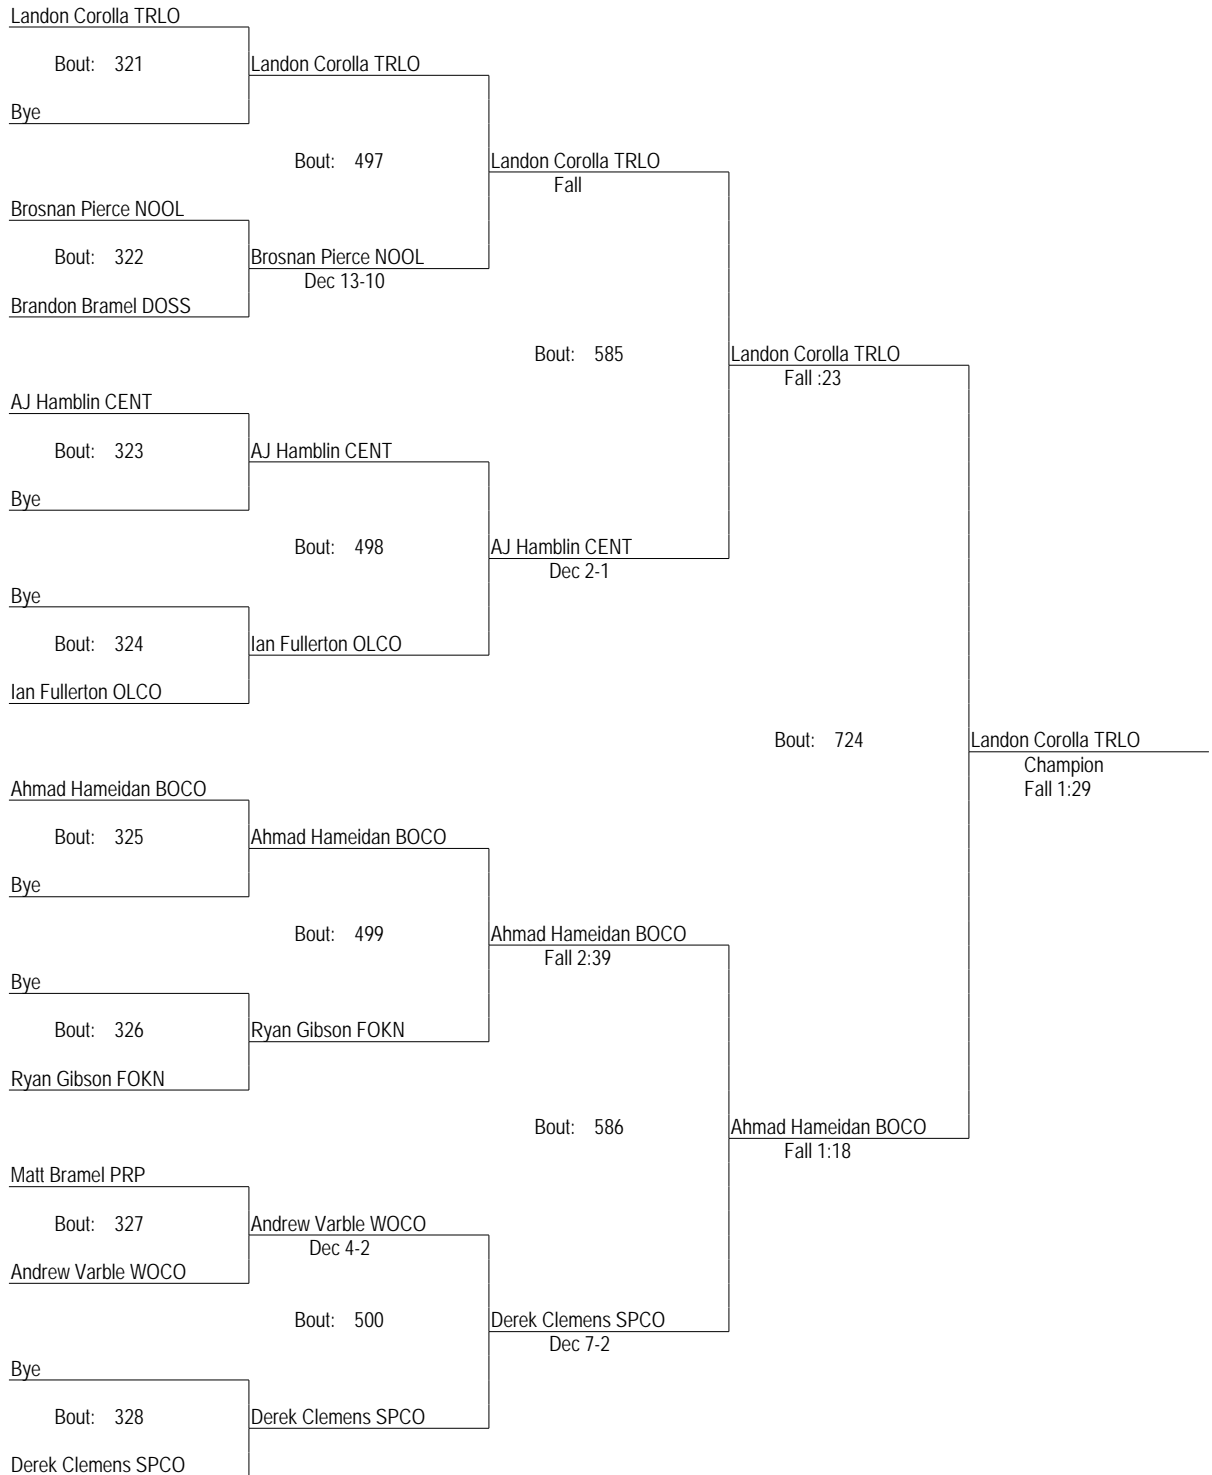 Landon Corolla TRLO
Bout: 321 Landon Corolla TRLO
Bye
Bout: 497 Landon Corolla TRLO
Fall
Brosnan Pierce NOOL
Bout: 322 Brosnan Pierce NOOL
Dec 13-10
Brandon Bramel DOSS
Bout: 585 Landon Corolla TRLO
Fall :23
AJ Hamblin CENT
Bout: 323 AJ Hamblin CENT
Bye
Bout: 498 AJ Hamblin CENT
Dec 2-1
Bye
Bout: 324 Ian Fullerton OLCO
Ian Fullerton OLCO
Bout: 724 Landon Corolla TRLO
Champion
Ahmad Hameidan BOCO
Fall 1:29
Bout: 325 Ahmad Hameidan BOCO
Bye
Bout: 499 Ahmad Hameidan BOCO
Fall 2:39
Bye
Bout: 326 Ryan Gibson FOKN
Ryan Gibson FOKN
Bout: 586 Ahmad Hameidan BOCO
Fall 1:18
Matt Bramel PRP
Bout: 327 Andrew Varble WOCO
Dec 4-2
Andrew Varble WOCO
Bout: 500 Derek Clemens SPCO
Dec 7-2
Bye
Bout: 328 Derek Clemens SPCO
Derek Clemens SPCO